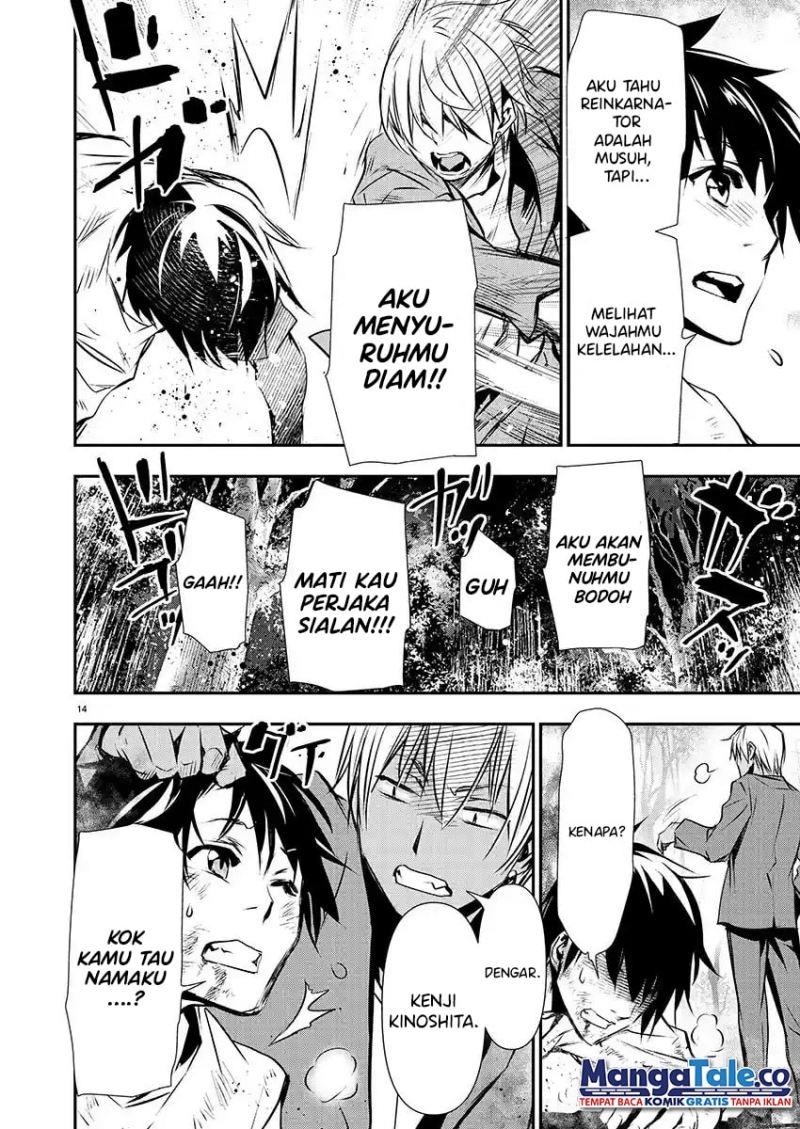 AKU TAHU
REINKARNA-
TOR
ADALAH
MUSUH,
TAPI...
MELIHAT
WAJAHMU
KELELAHAN...
AKU
MENYU-
RUHMU
DIAM!!
AKU AKAN
MEMBU-
NUHMU
BODOH
GUH
MATI KAU
PERJAKA
SIALAN!!!
GAAH!!
14
KENAPA?
DENGAR.
KENJI
KINOSHITA.
KOK
KAMU TAU
NAMAKU
....?
MangaTale.co
TEMPAT BACA KOMIK GRATIS TANPA IKLAN